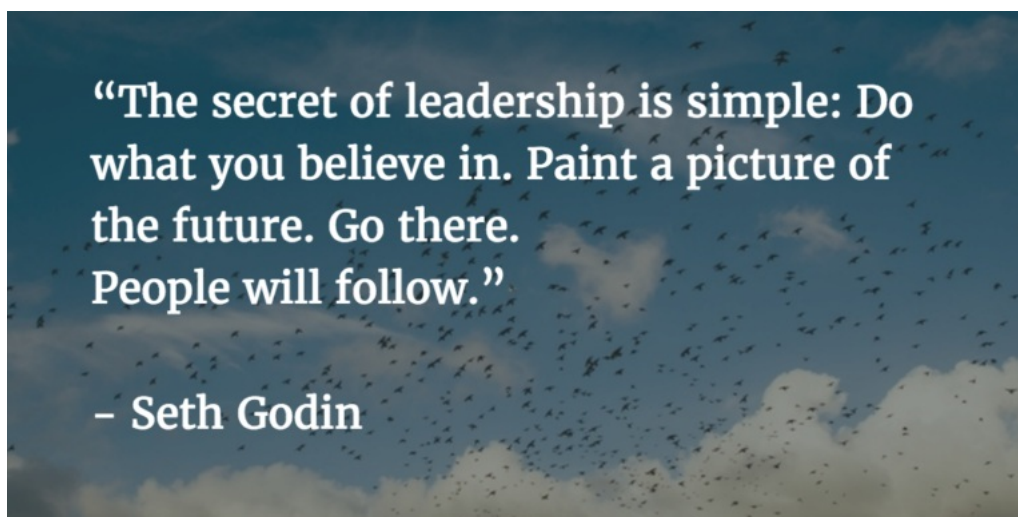 “The secret of leadership is simple: Do
what you believe in. Paint a picture of
the future. Go there.
People will follow.”
– Seth Godin